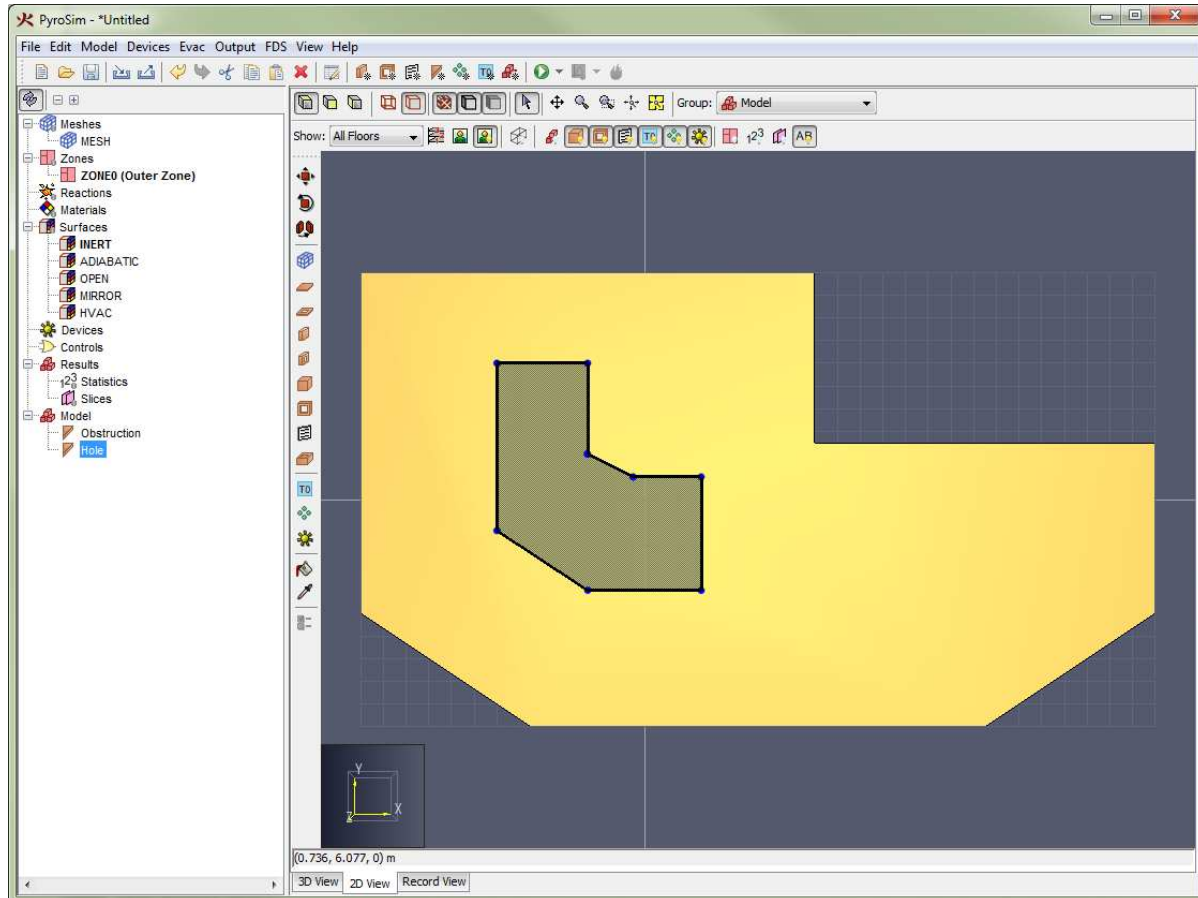 PyroSim - *Untitled
File Edit Model Devices Evac Output FDS View Help
Group: Model
Show: All Floors
Meshes
MESH
Zones
ZONE0 (Outer Zone)
Reactions
Materials
Surfaces
INERT
ADIABATIC
OPEN
MIRROR
HVAC
Devices
Controls
Results
Statistics
Slices
Model
Obstruction
Hole
Y
X
Z
(0.736, 6.077, 0) m
3D View 2D View Record View